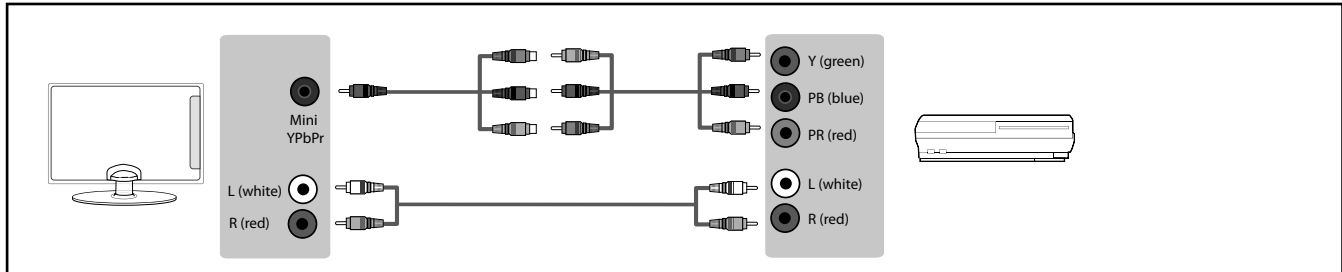 Mini
YPbPr
L (white)
R (red)
Y (green)
PB (blue)
PR (red)
L (white)
R (red)